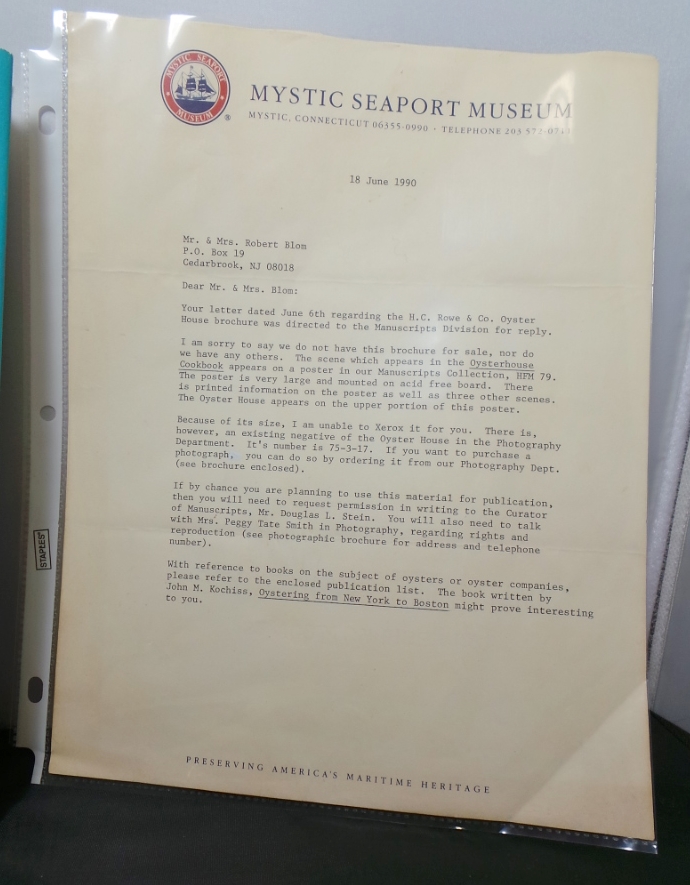 MYSTIC SEAPORT
MUSEUM
®
MYSTIC SEAPORT MUSEUM
MYSTIC, CONNECTICUT 06355-0990 • TELEPHONE 203
18 June 1990
Mr. & Mrs. Robert Blom
P.O. Box 19
Cedarbrook, NJ 08018
Dear Mr. & Mrs. Blom:
Your letter dated June 6th regarding the H.C. Rowe & Co. Oyster
House brochure was directed to the Manuscripts Division for reply.
I am sorry to say we do not have this brochure for sale, nor do
we have any others. The scene which appears in the Oysterhouse
Cookbook appears on a poster in our Manuscripts Collection, HFM 79.
The poster is very large and mounted on acid free board. There
is printed information on the poster as well as three other scenes.
The Oyster House appears on the upper portion of this poster.
Because of its size, I am unable to Xerox it for you. There is,
however, an existing negative of the Oyster House in the Photography
Department. It's number is 75-3-17. If you want to purchase a
photograph, you can do so by ordering it from our Photography Dept.
(see brochure enclosed).
If by chance you are planning to use this material for publication,
then you will need to request permission in writing to the Curator
of Manuscripts, Mr. Douglas L. Stein. You will also need to talk
with Mrs. Peggy Tate Smith in Photography, regarding rights and
reproduction (see photographic brochure for address and telephone
number).
With reference to books on the subject of oysters or oyster companies,
please refer to the enclosed publication list. The book written by
John M. Kochiss, Oystering from New York to Boston might prove interesting
to you.
PRESERVING AMERICA'S MARITIME HERITAGE
STAPLES